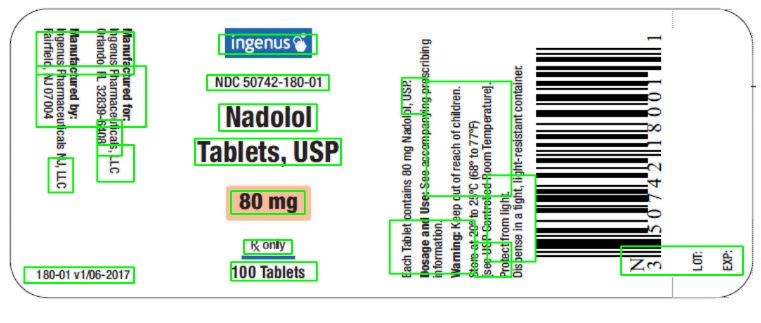 Manufactured for:
Ingenus Pharmaceuticals, LLC
Orlando, FL 32839-6408
Manufactured by:
Ingenus Pharmaceuticals NJ, LLC
Fairfield, NJ 07004
180-01 v1/06-2017
ingenus
NDC 50742-180-01
Nadolol
Tablets, USP
80 mg
℞ only
100 Tablets
Each Tablet contains 80 mg Nadolol, USP.
Dosage and Use: See accompanying prescribing
information.
Warning: Keep out of reach of children.
Store at 20° to 25°C (68° to 77°F)
[see USP Controlled Room Temperature].
Protect from light.
Dispense in a tight, light-resistant container.
N
3 50742 18001 1
LOT:
EXP: